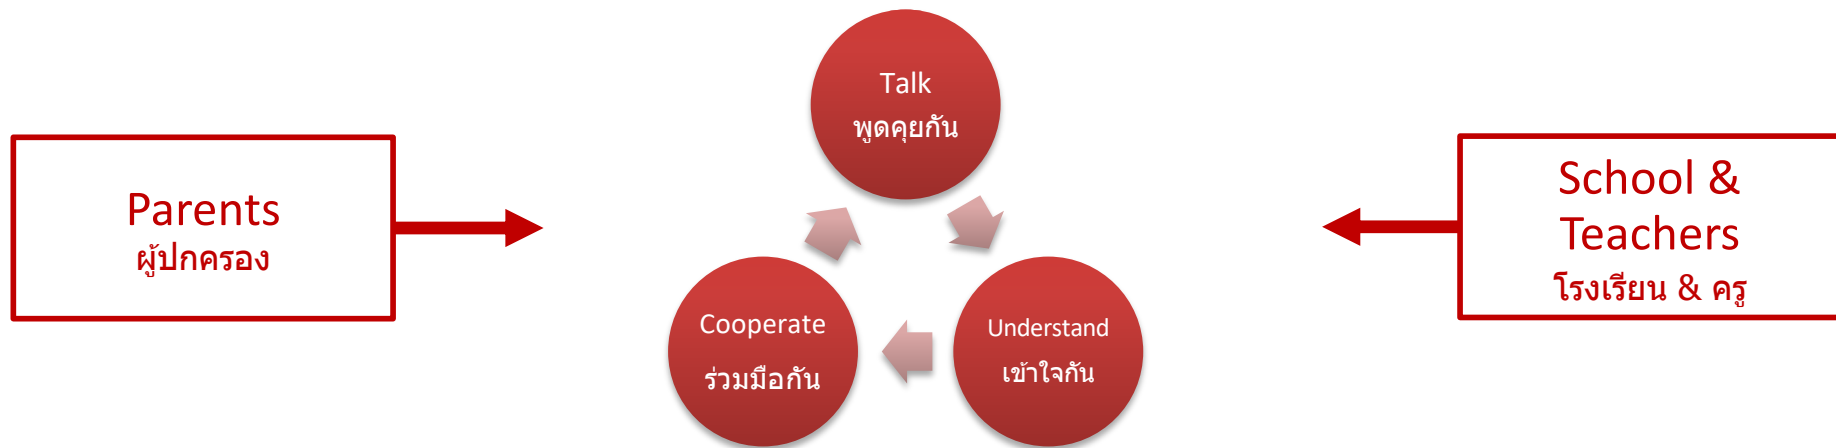 Talk
พูดคุยกัน
Parents
ผู้ปกครอง
School &
Teachers
โรงเรียน & ครู
Cooperate
ร่วมมือกัน
Understand
เข้าใจกัน